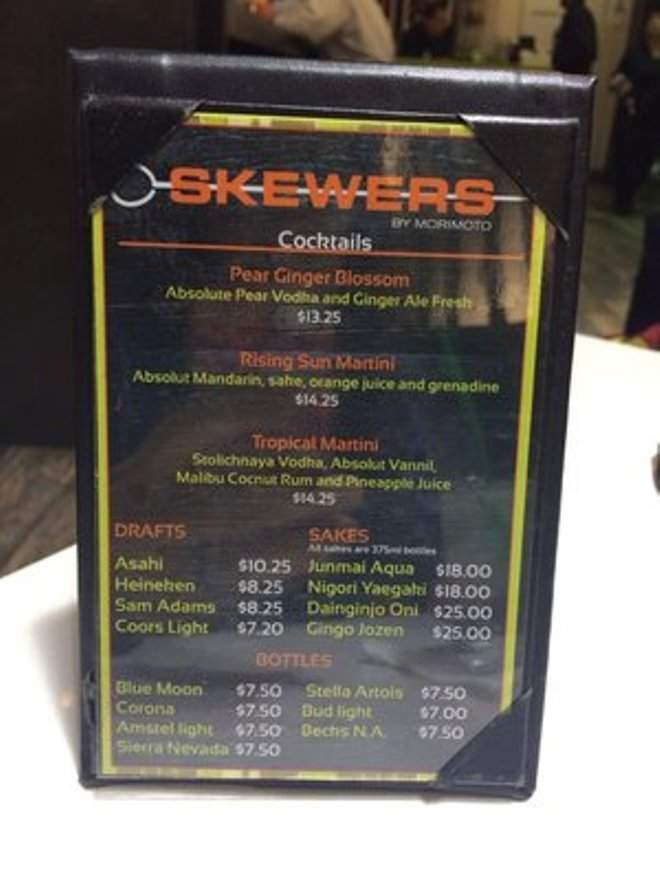 SKEWERS
BY MORIMOTO
Cocktails
Pear Ginger Blossom
Absolute Pear Vodka and Ginger Ale Fresh
$13.25
Rising Sun Martini
Absolut Mandarin, sake, orange juice and grenadine
$14.25
Tropical Martini
Stolichnaya Vodka, Absolut Vannil,
Malibu Cocnut Rum and Pineapple Juice
$14.25
DRAFTS
Asahi $10.25
Heineken $8.25
Sam Adams $8.25
Coors Light $7.20
SAKES
All sakes are 375ml bottles
Junmai Aqua $18.00
Nigori Yaegaki $18.00
Dainginjo Oni $25.00
Gingo Jozen $25.00
BOTTLES
Blue Moon $7.50
Corona $7.50
Amstel light $7.50
Sierra Nevada $7.50
Stella Artois $7.50
Bud light $7.00
Becks N.A. $7.50